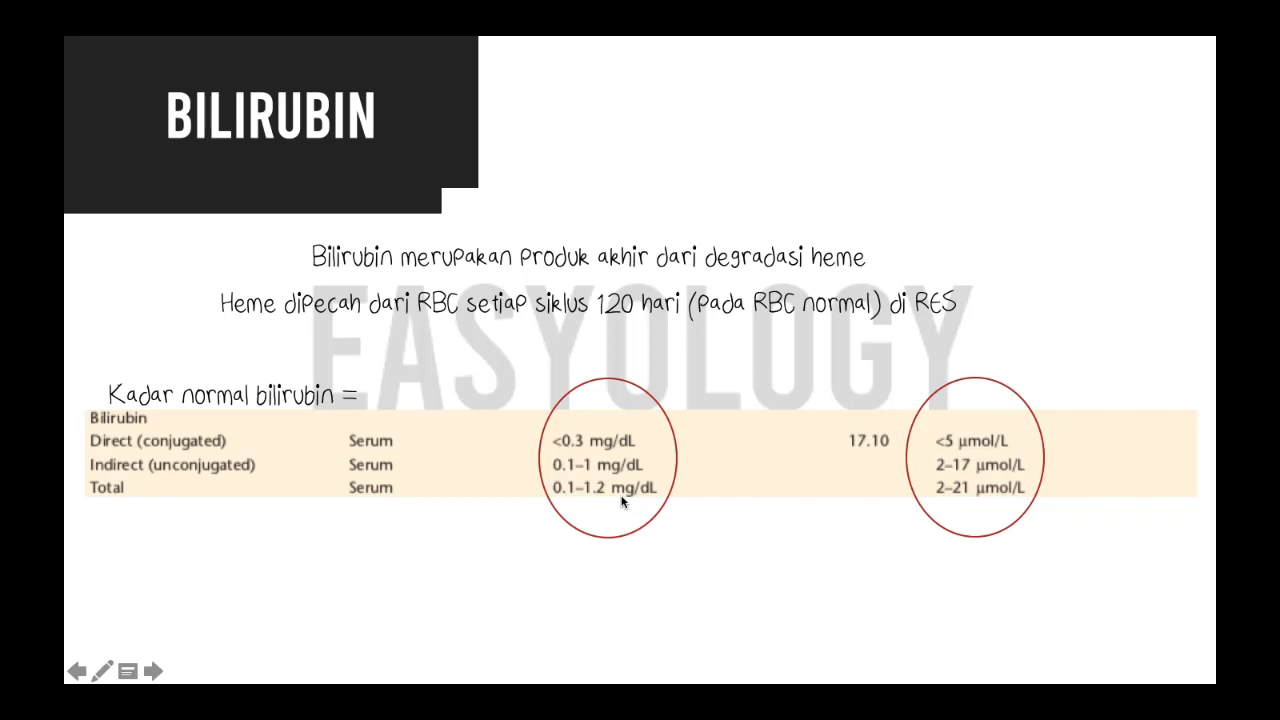 BILIRUBIN
Bilirubin merupakan produk akhir dari degradasi heme
Heme dipecah dari RBC setiap siklus 120 hari (pada RBC normal) di RES
EASYOLOGY
Kadar normal bilirubin =
Bilirubin
Direct (conjugated) Serum <0.3 mg/dL 17.10 <5 µmol/L
Indirect (unconjugated) Serum 0.1–1 mg/dL 2–17 µmol/L
Total Serum 0.1–1.2 mg/dL 2–21 µmol/L